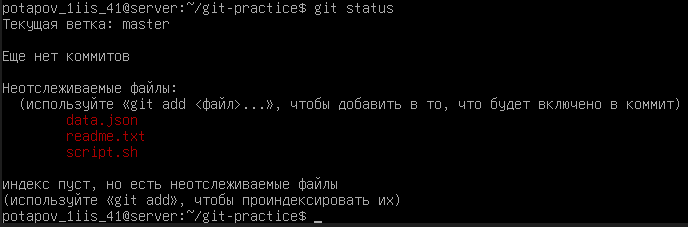 potapov_1iis_41@server:~/git-practice$ git status
Текущая ветка: master
Еще нет коммитов
Неотслеживаемые файлы:
(используйте «git add <файл>...», чтобы добавить в то, что будет включено в коммит)
data.json
readme.txt
script.sh
индекс пуст, но есть неотслеживаемые файлы
(используйте «git add», чтобы проиндексировать их)
potapov_1iis_41@server:~/git-practice$ _